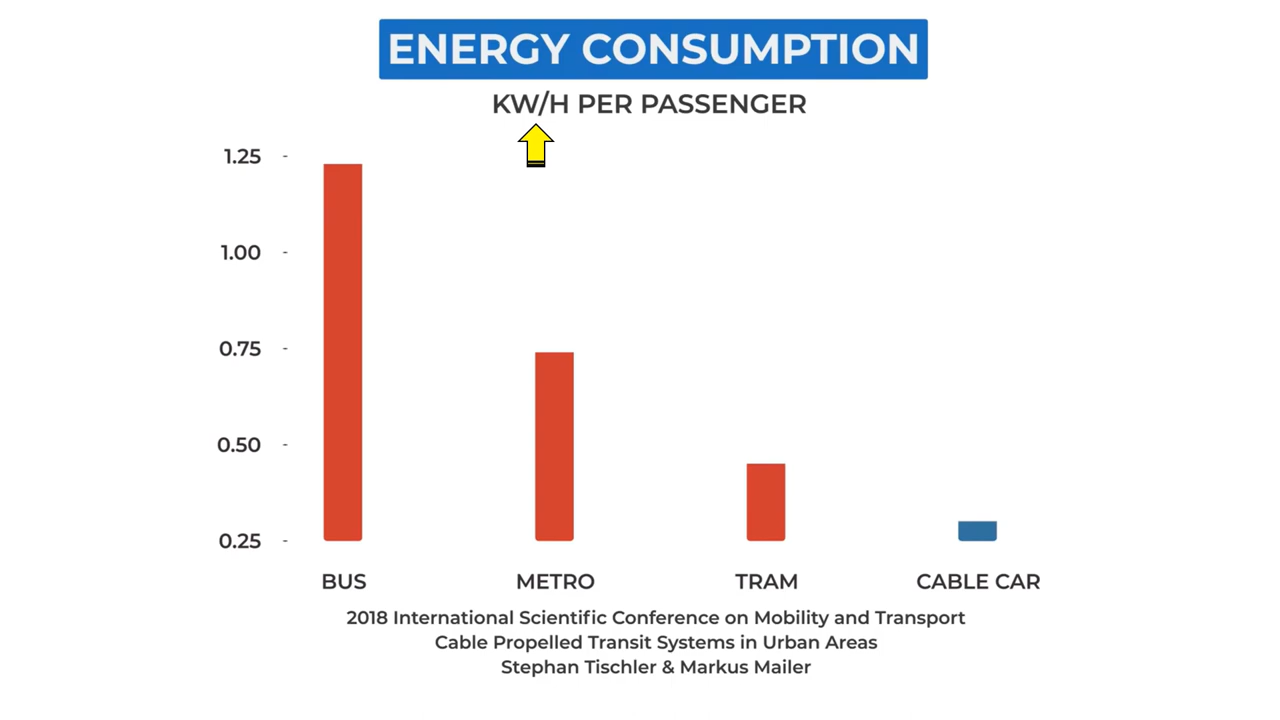 ENERGY CONSUMPTION
KW/H PER PASSENGER
1.25 -
1.00 -
0.75 -
0.50 -
0.25 -
BUS METRO TRAM CABLE CAR
2018 International Scientific Conference on Mobility and Transport
Cable Propelled Transit Systems in Urban Areas
Stephan Tischler & Markus Mailer